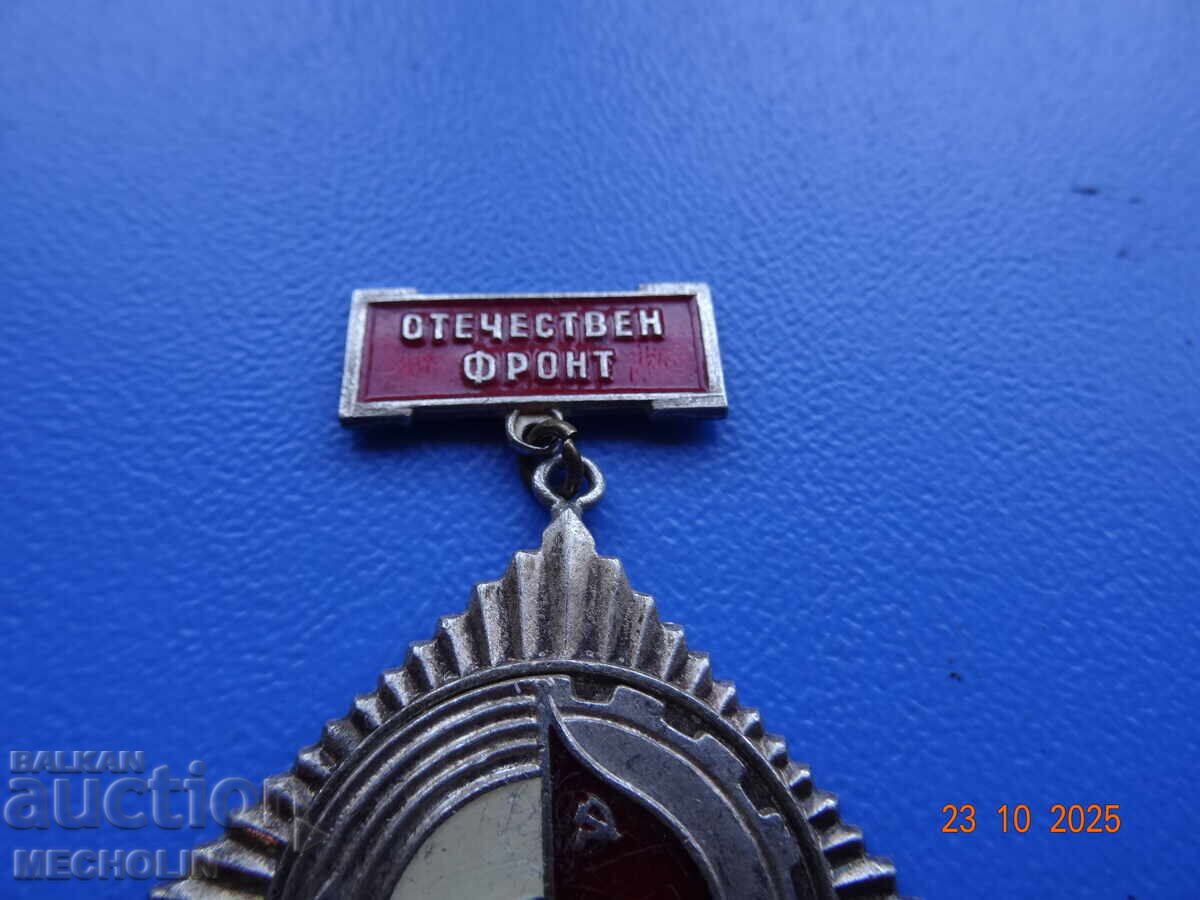 ОТЕЧЕСТВЕН
ФРОНТ
BALKAN
auction
MECHOLIN
23 10 2025